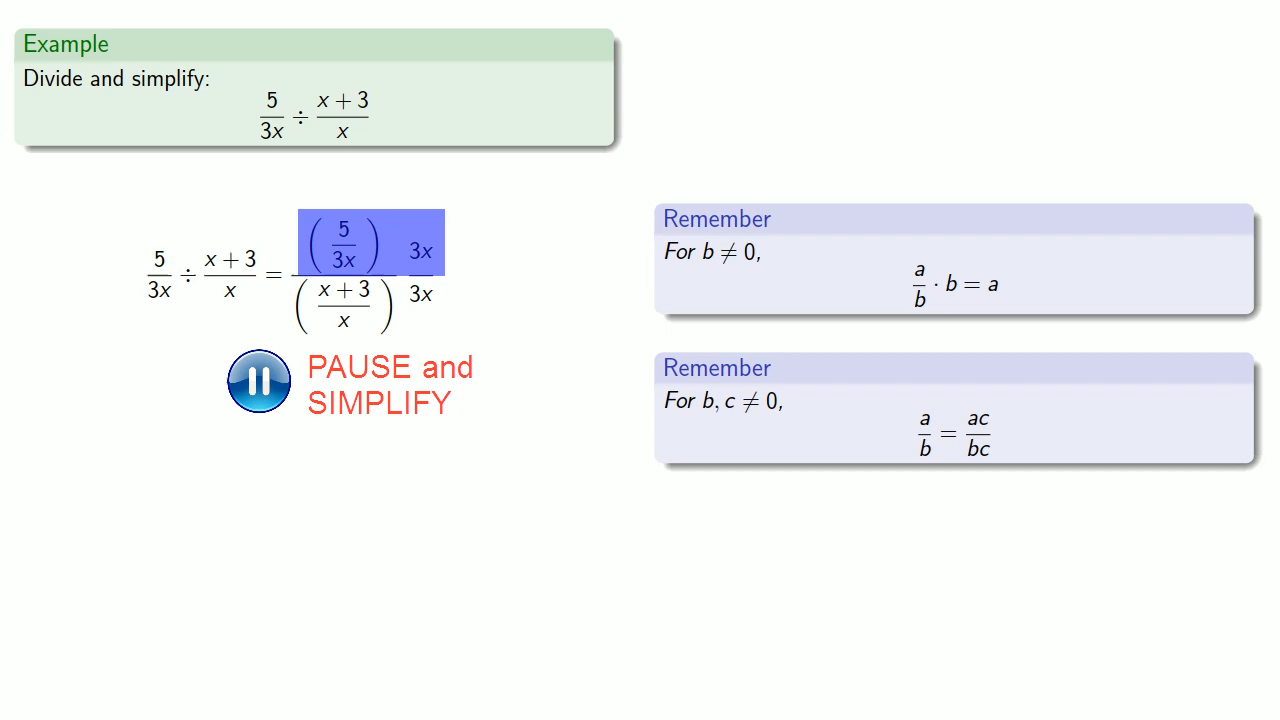 Example
Divide and simplify:
5/3x ÷ (x + 3)/x
5/3x ÷ (x + 3)/x = (5/3x)/((x + 3)/x) 3x/3x
PAUSE and
SIMPLIFY
Remember
For b ≠ 0,
a/b · b = a
Remember
For b, c ≠ 0,
a/b = ac/bc